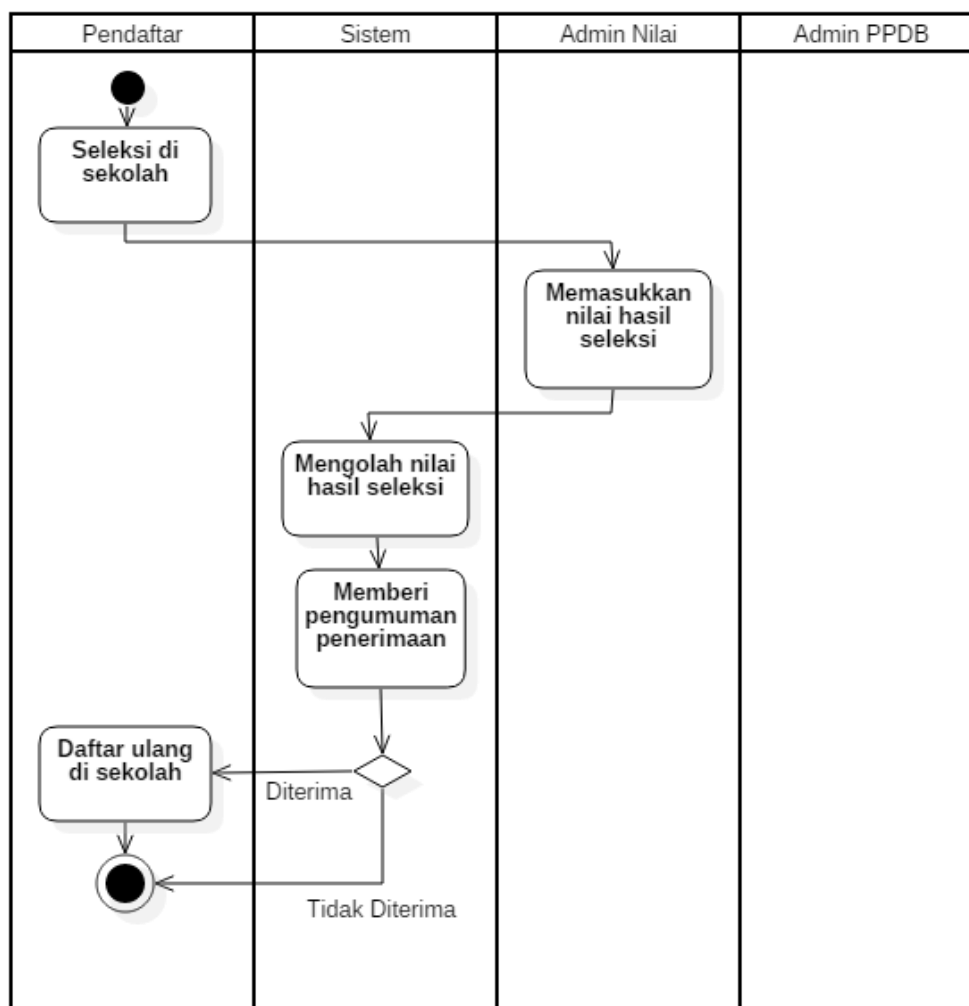 Pendaftar
Sistem
Admin Nilai
Admin PPDB
Seleksi di
sekolah
Memasukkan
nilai hasil
seleksi
Mengolah nilai
hasil seleksi
Memberi
pengumuman
penerimaan
Daftar ulang
di sekolah
Diterima
Tidak Diterima